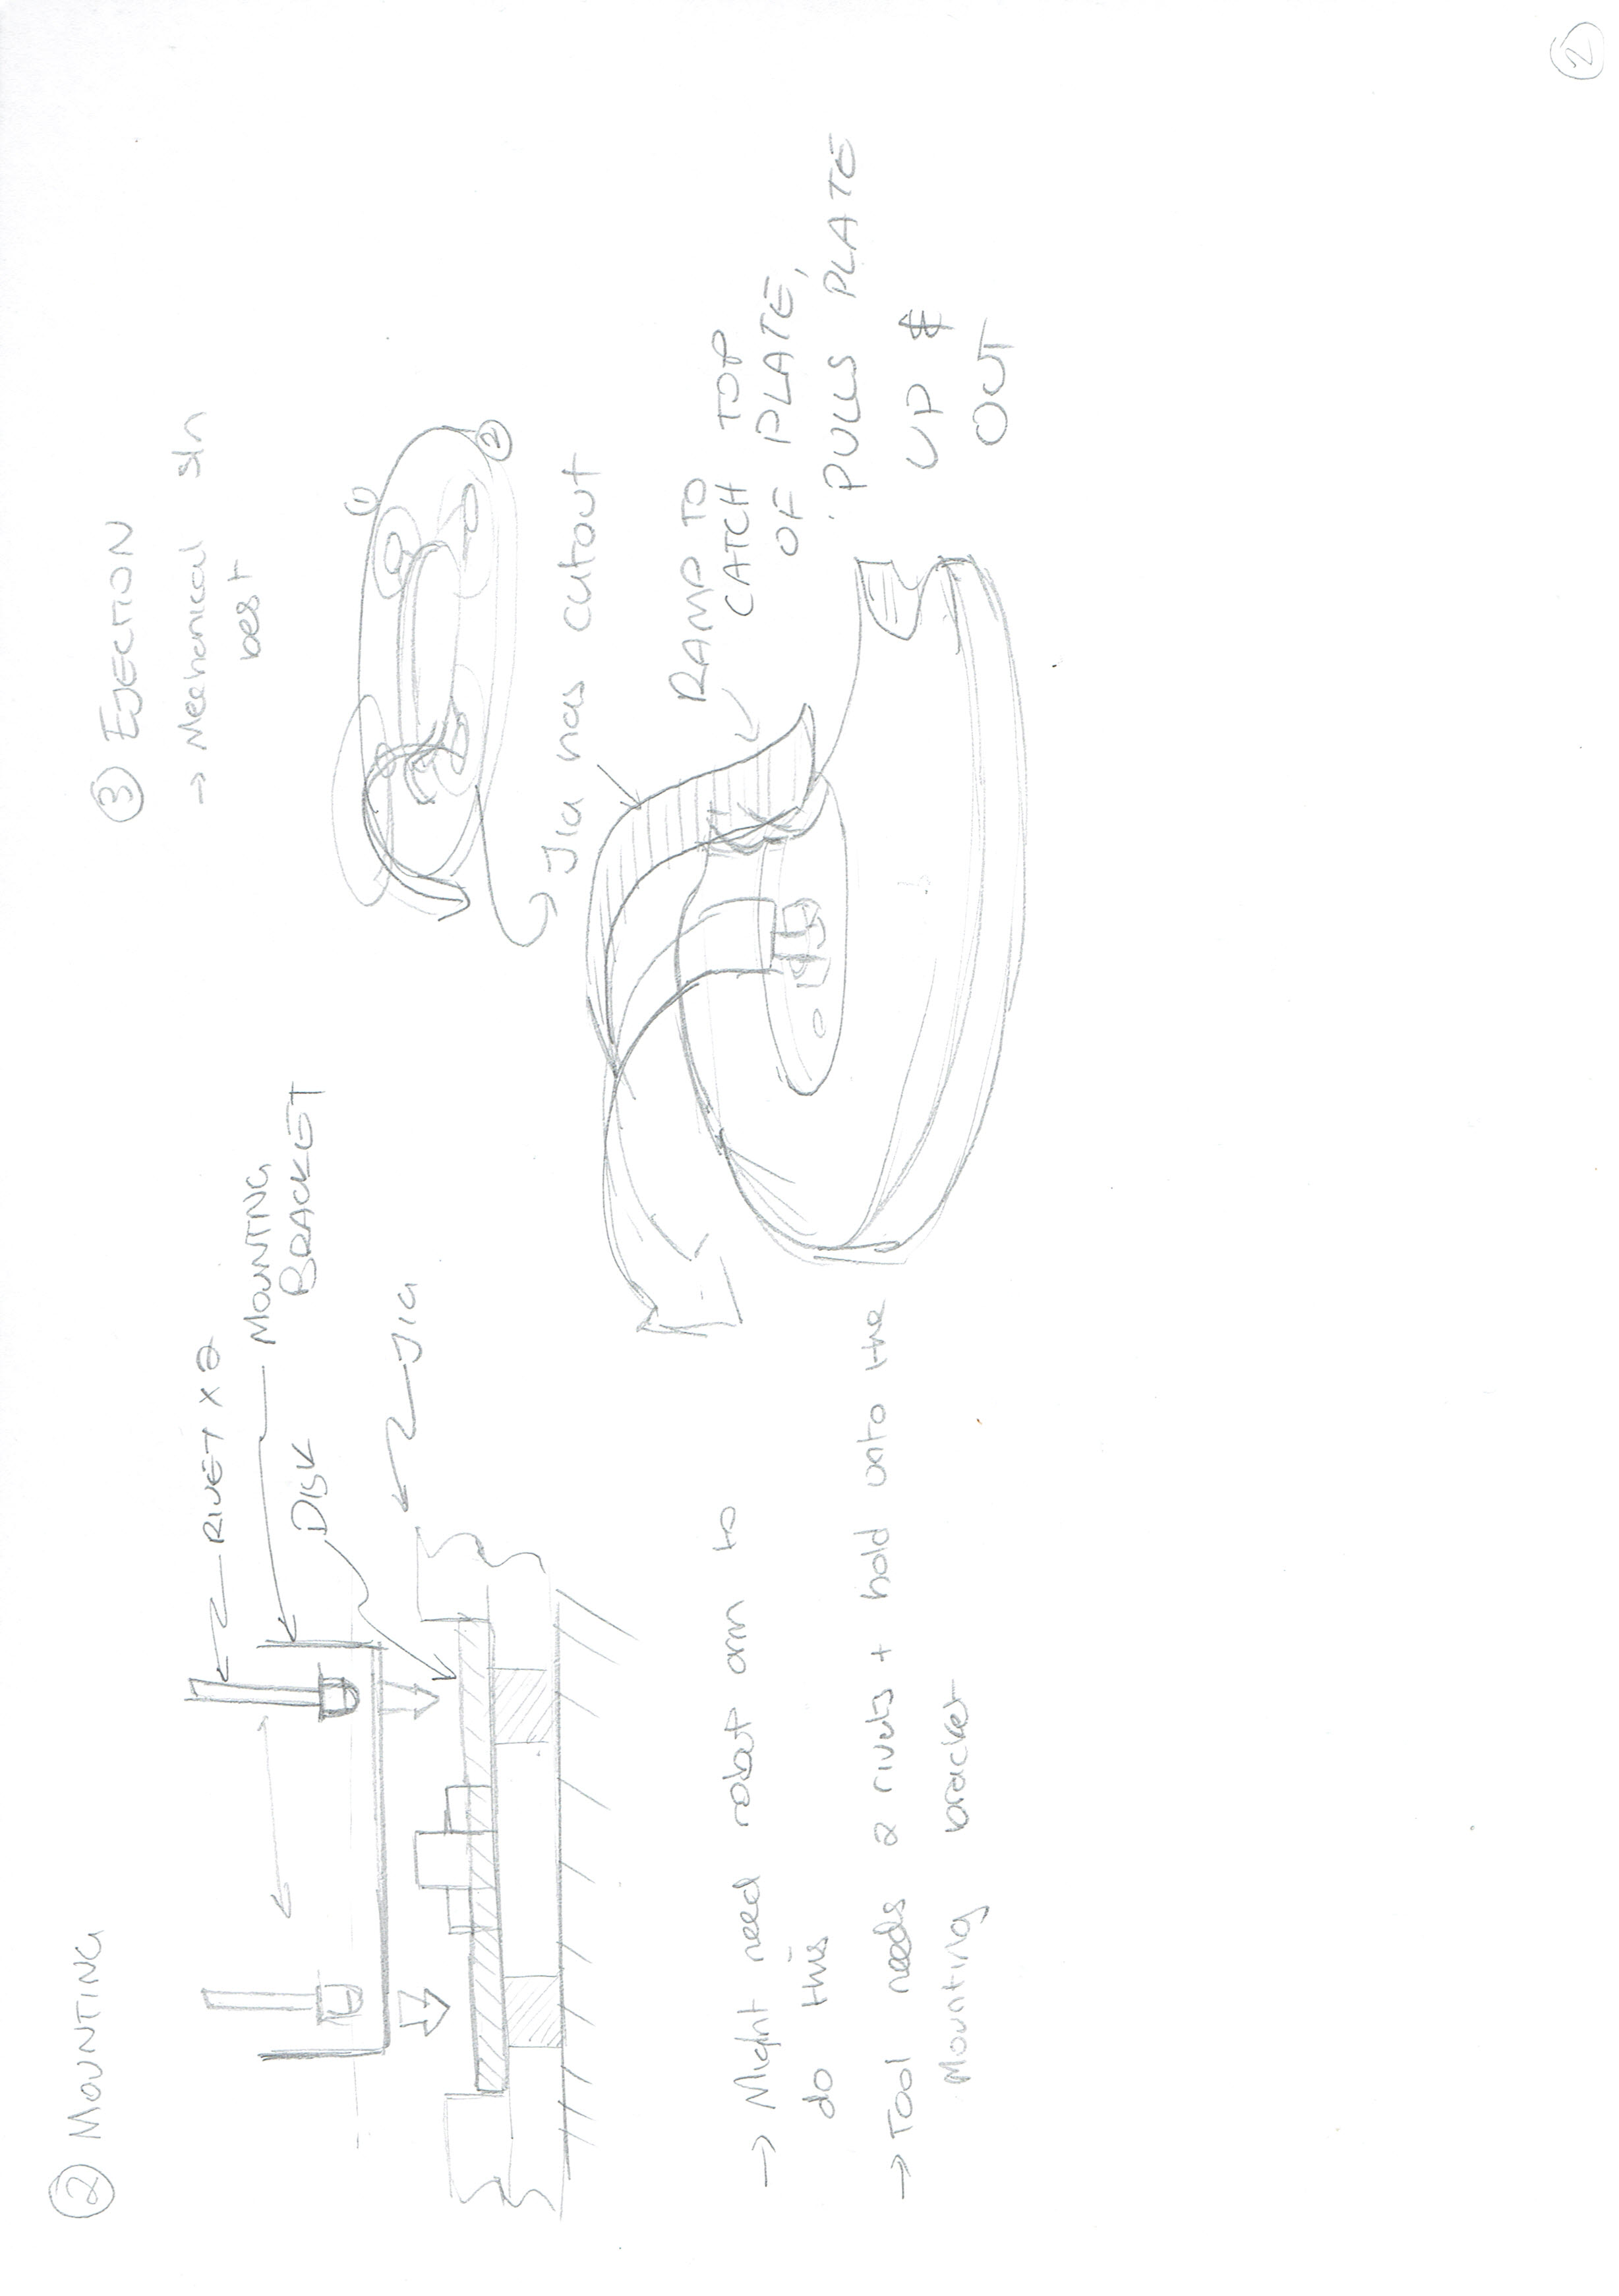 ② MOUNTING
RIVET X 2
MOUNTING
BRACKET
DISK
JIG
→ Might need robot arm to
do this
→ Tool needs 2 rivets + hold onto the
Mounting bracket
③ EJECTION
→ Mechanical sln
best
①
②
Jig has cutout
RAMP TO
CATCH TOP
OF PLATE,
PULLS PLATE
UP &
OUT
②